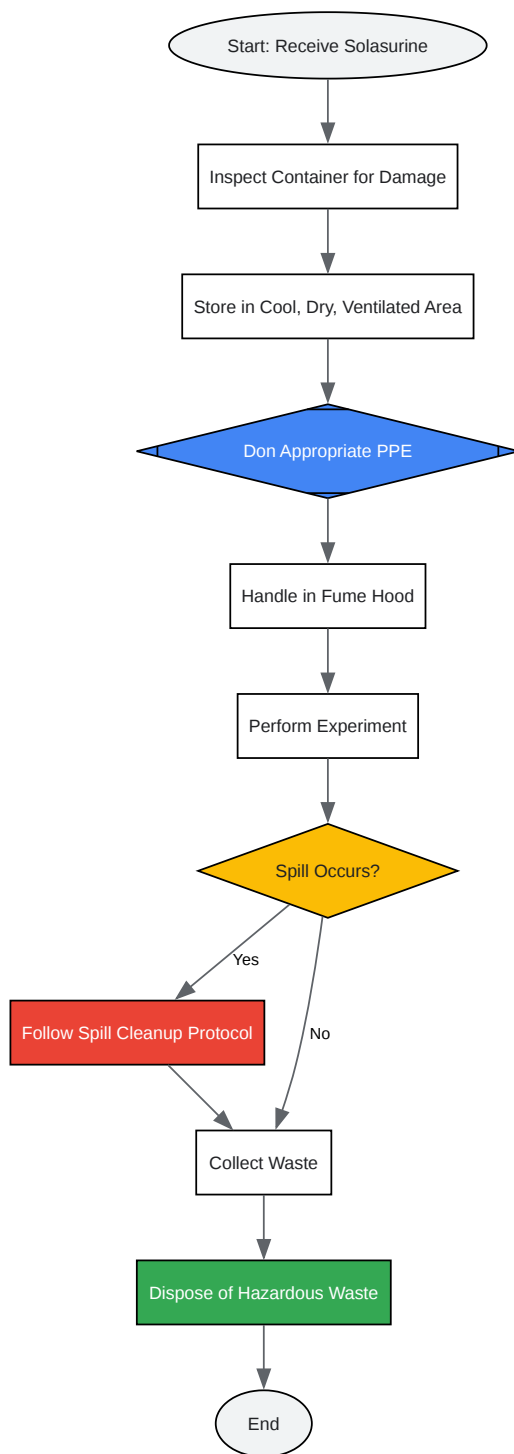 Start: Receive Solasurine
Inspect Container for Damage
Store in Cool, Dry, Ventilated Area
Don Appropriate PPE
Handle in Fume Hood
Perform Experiment
Spill Occurs?
Yes
Follow Spill Cleanup Protocol
No
Collect Waste
Dispose of Hazardous Waste
End